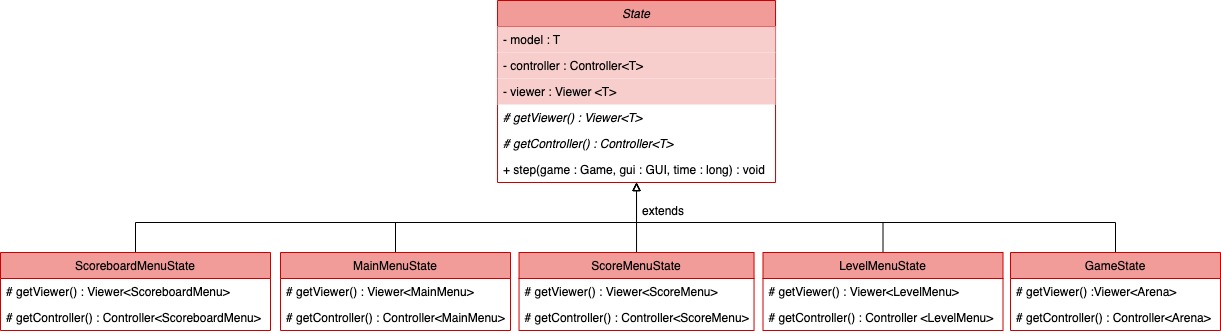 State
- model : T
- controller : Controller<T>
- viewer : Viewer <T>
# getViewer() : Viewer<T>
# getController() : Controller<T>
+ step(game : Game, gui : GUI, time : long) : void
extends
ScoreboardMenuState
# getViewer() : Viewer<ScoreboardMenu>
# getController() : Controller<ScoreboardMenu>
MainMenuState
# getViewer() : Viewer<MainMenu>
# getController() : Controller<MainMenu>
ScoreMenuState
# getViewer() : Viewer<ScoreMenu>
# getController() : Controller<ScoreMenu>
LevelMenuState
# getViewer() : Viewer<LevelMenu>
# getController() : Controller <LevelMenu>
GameState
# getViewer() :Viewer<Arena>
# getController() : Controller<Arena>